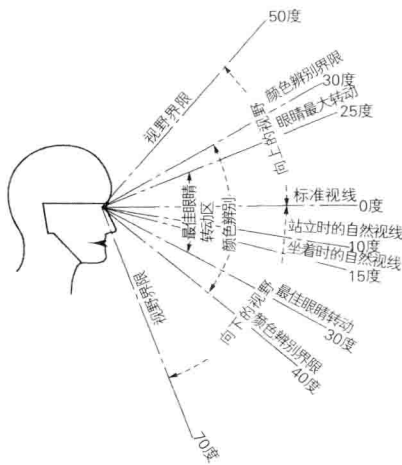 50度
视野界限
颜色辨别界限
30度
眼睛最大转动
25度
向上的视野
标准视线
0度
最佳眼睛
转动区
颜色辨别
站立时的自然视线
10度
坐着时的自然视线
15度
最佳眼睛转动
30度
颜色辨别界限
40度
向下的视野
视野界限
70度